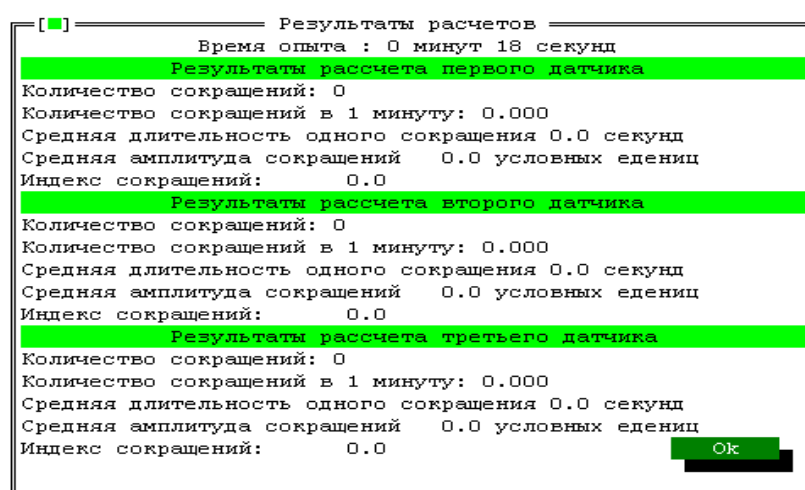 Результаты расчетов
Время опыта : 0 минут 18 секунд
Результаты рассчета первого датчика
Количество сокращений: 0
Количество сокращений в 1 минуту: 0.000
Средняя длительность одного сокращения 0.0 секунд
Средняя амплитуда сокращений 0.0 условных едениц
Индекс сокращений: 0.0
Результаты рассчета второго датчика
Количество сокращений: 0
Количество сокращений в 1 минуту: 0.000
Средняя длительность одного сокращения 0.0 секунд
Средняя амплитуда сокращений 0.0 условных едениц
Индекс сокращений: 0.0
Результаты рассчета третьего датчика
Количество сокращений: 0
Количество сокращений в 1 минуту: 0.000
Средняя длительность одного сокращения 0.0 секунд
Средняя амплитуда сокращений 0.0 условных едениц
Индекс сокращений: 0.0
Ok